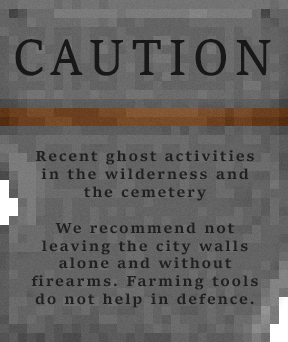 CAUTION
Recent ghost activities
in the wilderness and
the cemetery
We recommend not
leaving the city walls
alone and without
firearms. Farming tools
do not help in defence.